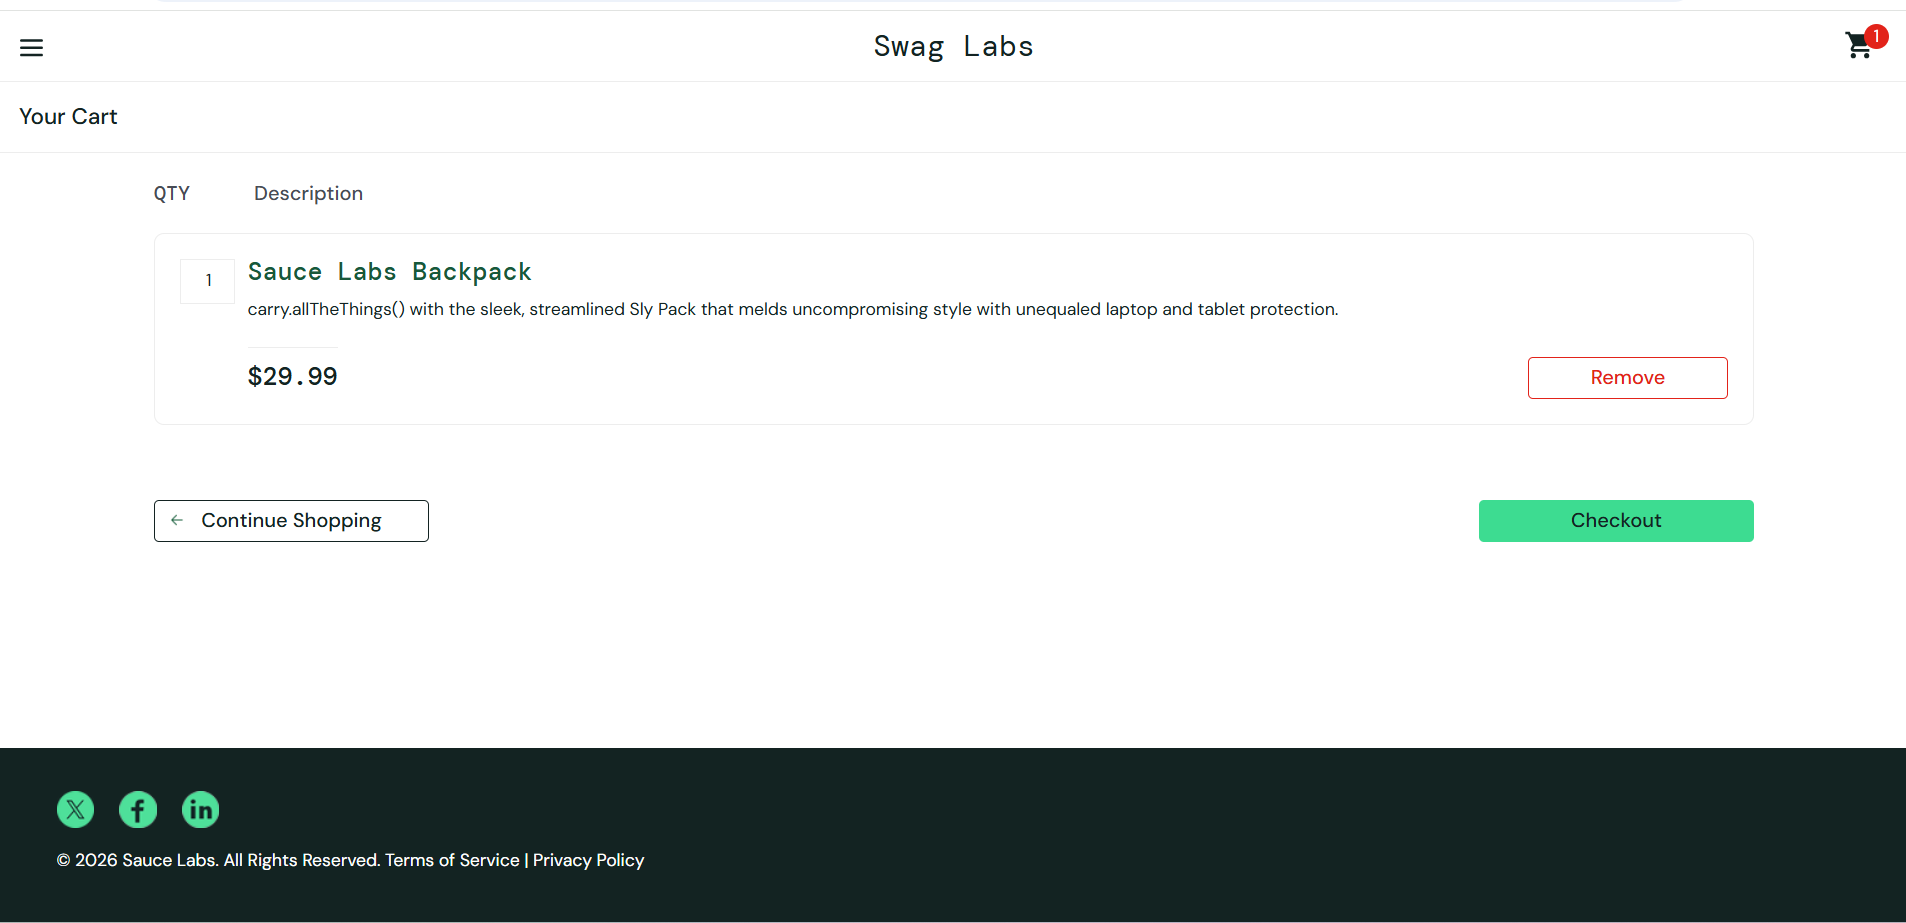 Swag Labs
1
Your Cart
QTY Description
1
Sauce Labs Backpack
carry.allTheThings() with the sleek, streamlined Sly Pack that melds uncompromising style with unequaled laptop and tablet protection.
$29.99
Remove
Continue Shopping
Checkout
© 2026 Sauce Labs. All Rights Reserved. Terms of Service | Privacy Policy